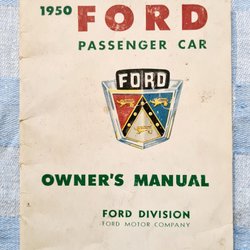 1950 FORD
PASSENGER CAR
FORD
OWNER'S MANUAL
FORD DIVISION
FORD MOTOR COMPANY